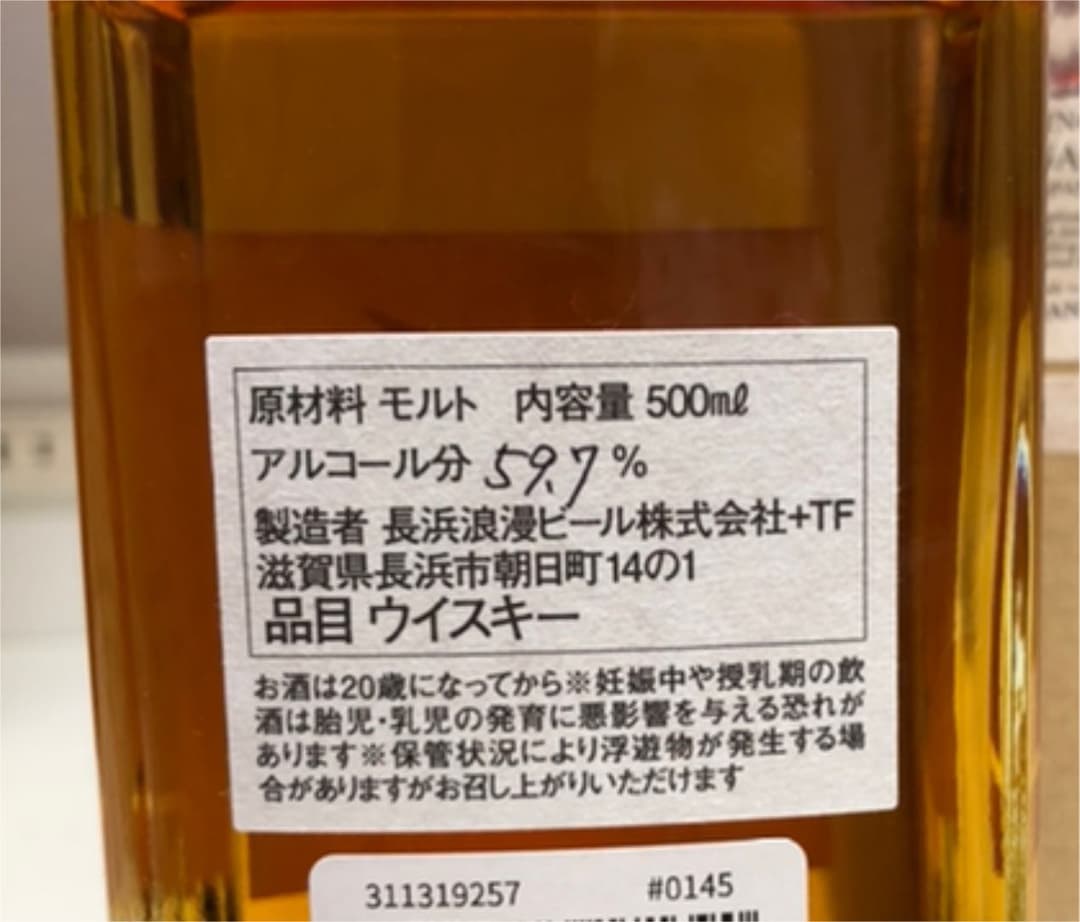 原材料 モルト 内容量 500㎖
アルコール分 59.7 %
製造者 長浜浪漫ビール株式会社+TF
滋賀県長浜市朝日町14の1
品目 ウイスキー
お酒は20歳になってから※妊娠中や授乳期の飲
酒は胎児・乳児の発育に悪影響を与える恐れが
あります※保管状況により浮遊物が発生する場
合がありますがお召し上がりいただけます
311319257 #0145